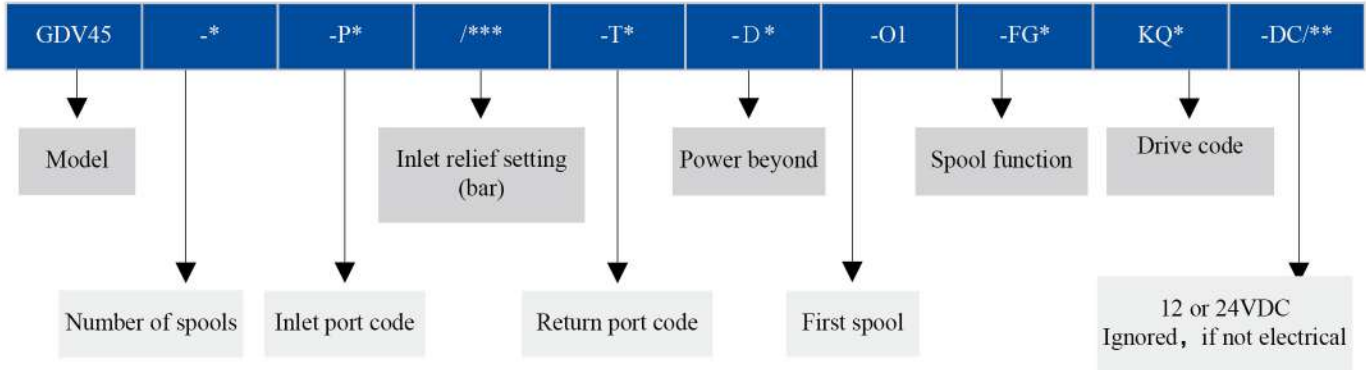 GDV45 -* -P* /*** -T* -D* -O1 -FG* KQ* -DC/**
Model
Inlet relief setting
(bar)
Power beyond
Spool function
Drive code
Number of spools
Inlet port code
Return port code
First spool
12 or 24VDC
Ignored，if not electrical